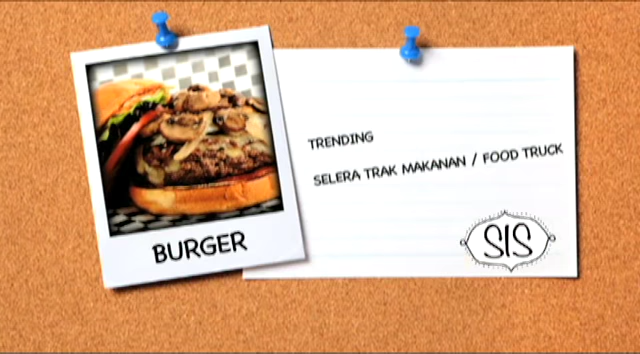 BURGER
TRENDING
SELERA TRAK MAKANAN / FOOD TRUCK
SIS